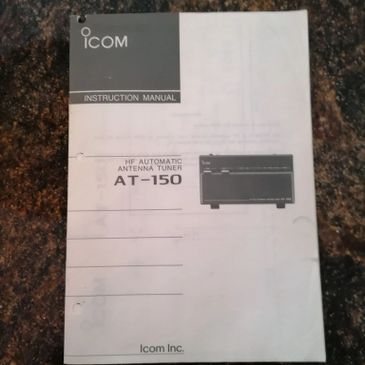 ICOM
INSTRUCTION MANUAL
HF AUTOMATIC
ANTENNA TUNER
AT-150
Icom Inc.